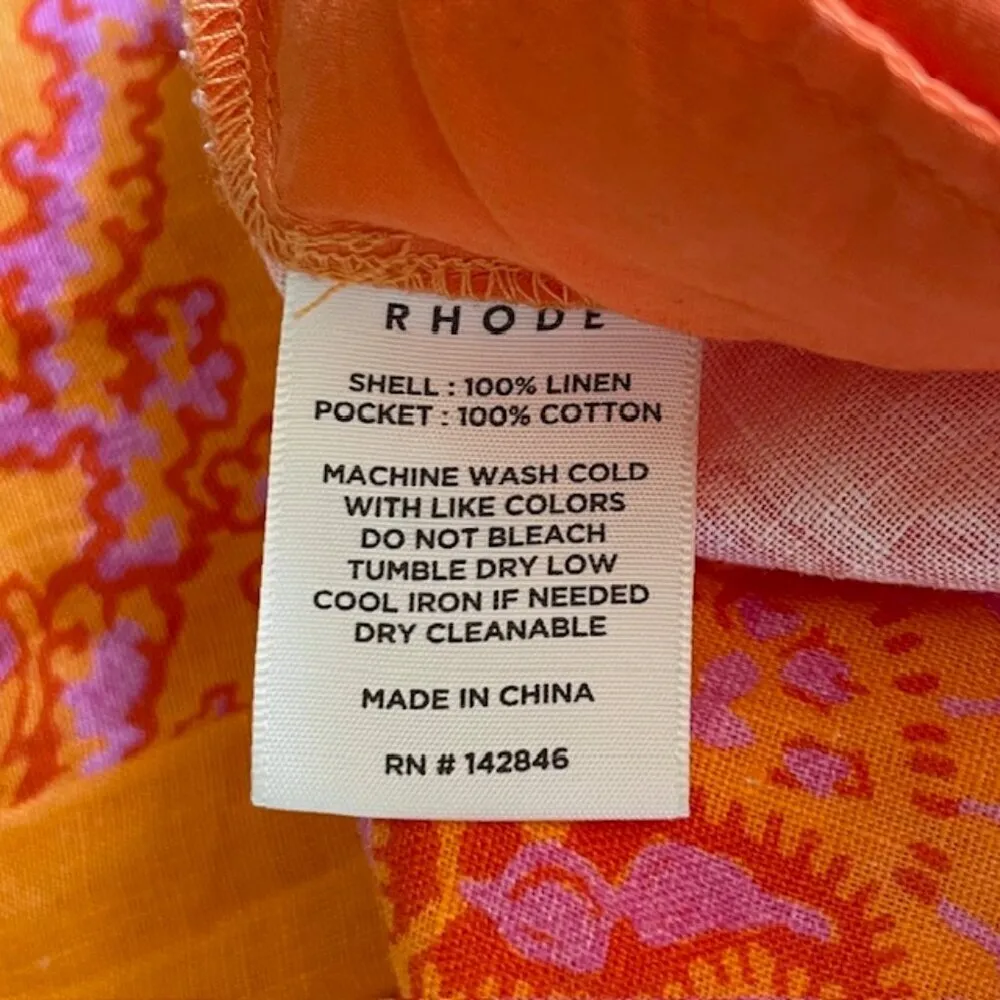 RHODE
SHELL : 100% LINEN
POCKET : 100% COTTON
MACHINE WASH COLD
WITH LIKE COLORS
DO NOT BLEACH
TUMBLE DRY LOW
COOL IRON IF NEEDED
DRY CLEANABLE
MADE IN CHINA
RN # 142846